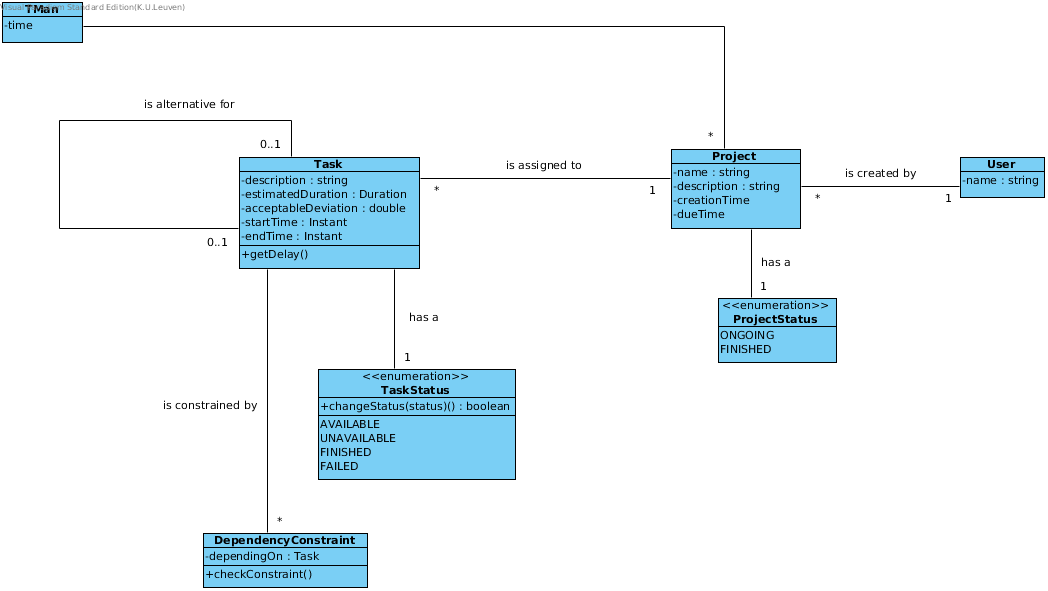 Standard Edition(K.U.Leuven)
TMan
-time
is alternative for
0..1
*
Task
-description : string
-estimatedDuration : Duration
-acceptableDeviation : double
-startTime : Instant
-endTime : Instant
+getDelay()
0..1
is assigned to
*
1
Project
-name : string
-description : string
-creationTime
-dueTime
is created by
*
1
User
-name : string
has a
1
<<enumeration>>
ProjectStatus
ONGOING
FINISHED
has a
1
<<enumeration>>
TaskStatus
+changeStatus(status)() : boolean
AVAILABLE
UNAVAILABLE
FINISHED
FAILED
is constrained by
*
DependencyConstraint
-dependingOn : Task
+checkConstraint()